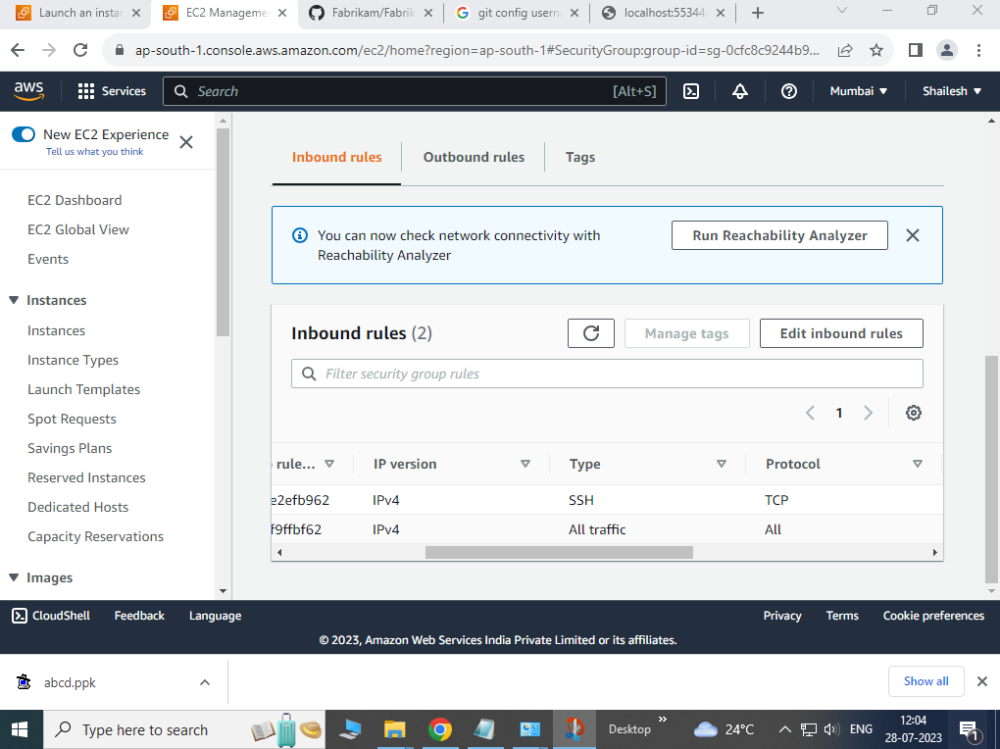 Launch an instan
EC2 Manageme
Fabrikam/Fabrik
git config usern
localhost:55344
ap-south-1.console.aws.amazon.com/ec2/home?region=ap-south-1#SecurityGroup:group-id=sg-0cfc8c9244b9...
aws
Services
Search
[Alt+S]
Mumbai
Shailesh
New EC2 Experience
Tell us what you think
EC2 Dashboard
EC2 Global View
Events
Instances
Instances
Instance Types
Launch Templates
Spot Requests
Savings Plans
Reserved Instances
Dedicated Hosts
Capacity Reservations
Images
Inbound rules
Outbound rules
Tags
You can now check network connectivity with
Reachability Analyzer
Run Reachability Analyzer
Inbound rules (2)
Manage tags
Edit inbound rules
Filter security group rules
1
rule...
IP version
Type
Protocol
e2efb962
IPv4
SSH
TCP
f9ffbf62
IPv4
All traffic
All
CloudShell
Feedback
Language
Privacy
Terms
Cookie preferences
© 2023, Amazon Web Services India Private Limited or its affiliates.
abcd.ppk
Show all
Type here to search
Desktop
24°C
ENG
12:04
28-07-2023
1